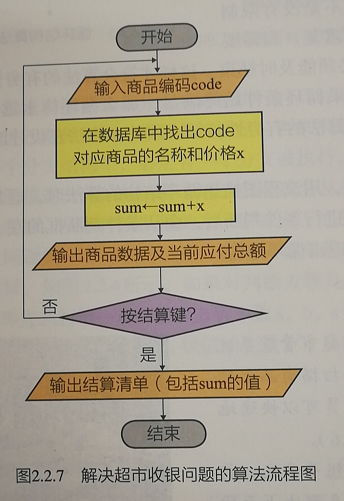 开始
输入商品编码code
在数据库中找出code
对应商品的名称和价格x
sum←sum+x
输出商品数据及当前应付总额
否
按结算键？
是
输出结算清单（包括sum的值）
结束
图2.2.7 解决超市收银问题的算法流程图